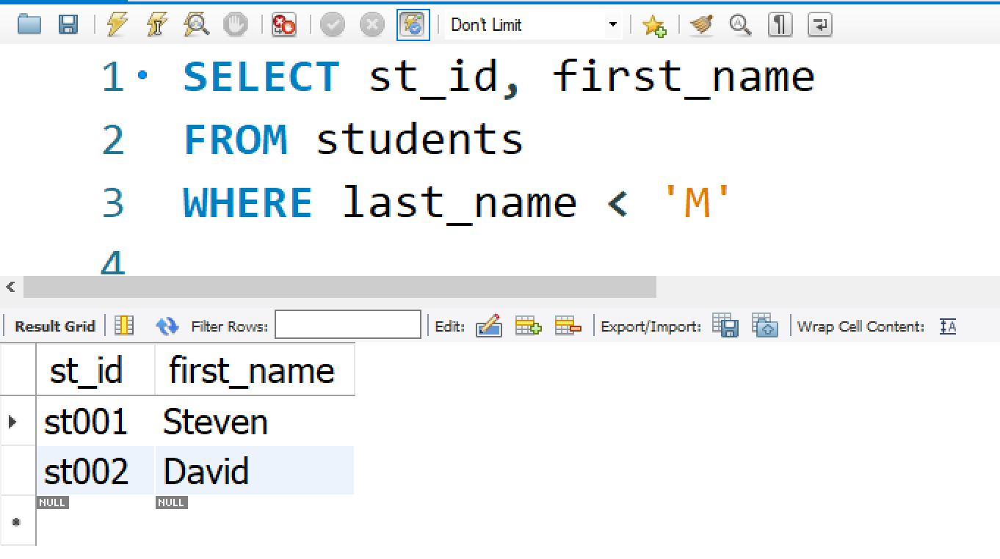 Don't Limit
1 SELECT st_id, first_name
2 FROM students
3 WHERE last_name < 'M'
4
Result Grid Filter Rows: Edit: Export/Import: Wrap Cell Content: IA
st_id first_name
st001 Steven
st002 David
NULL NULL